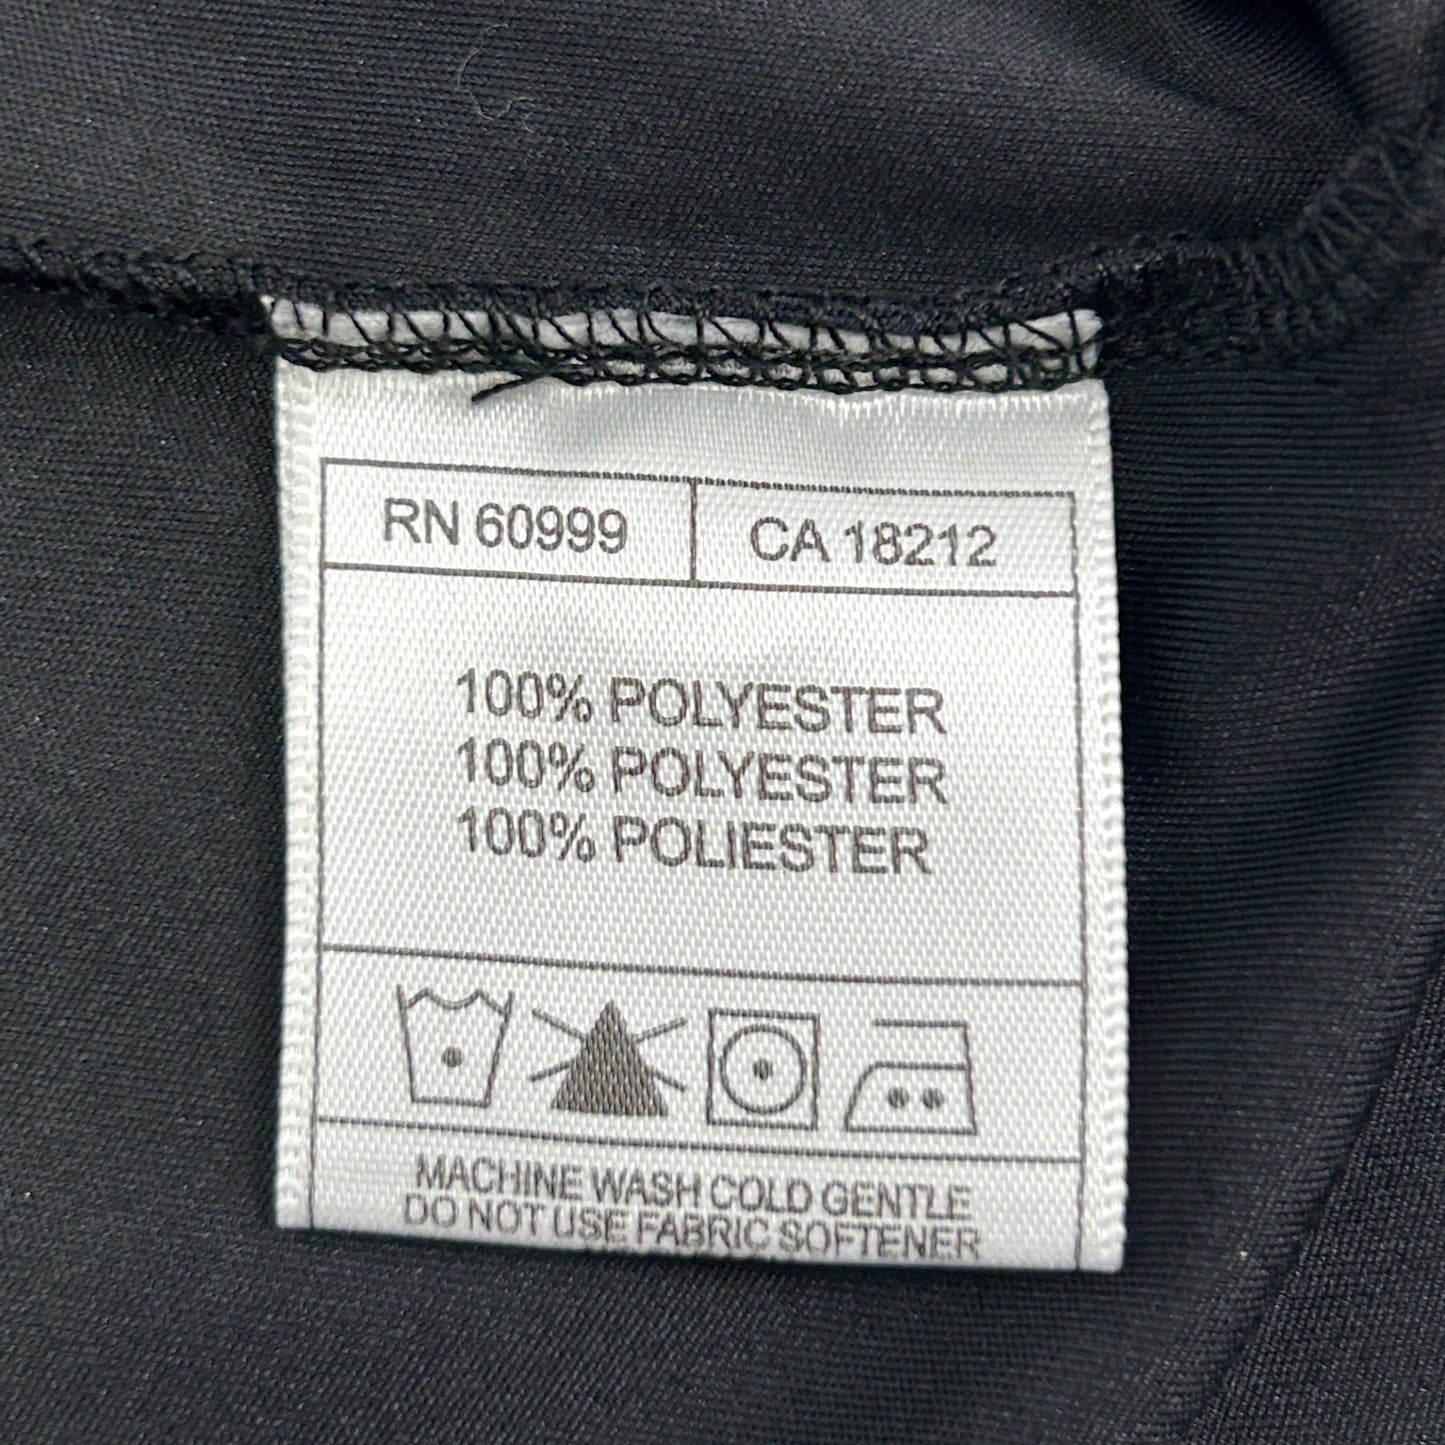 RN 60999 CA 18212
100% POLYESTER
100% POLYESTER
100% POLIESTER
MACHINE WASH COLD GENTLE
DO NOT USE FABRIC SOFTENER